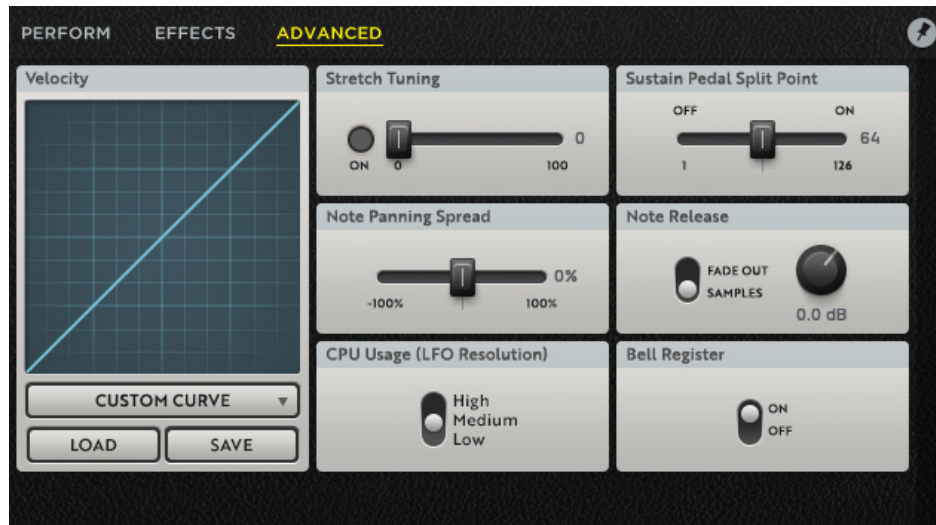 PERFORM EFFECTS ADVANCED
Velocity
CUSTOM CURVE
LOAD SAVE
Stretch Tuning
0
ON 0 100
Sustain Pedal Split Point
OFF ON
64
1 126
Note Panning Spread
0%
-100% 100%
Note Release
FADE OUT
SAMPLES
0.0 dB
CPU Usage (LFO Resolution)
High
Medium
Low
Bell Register
ON
OFF